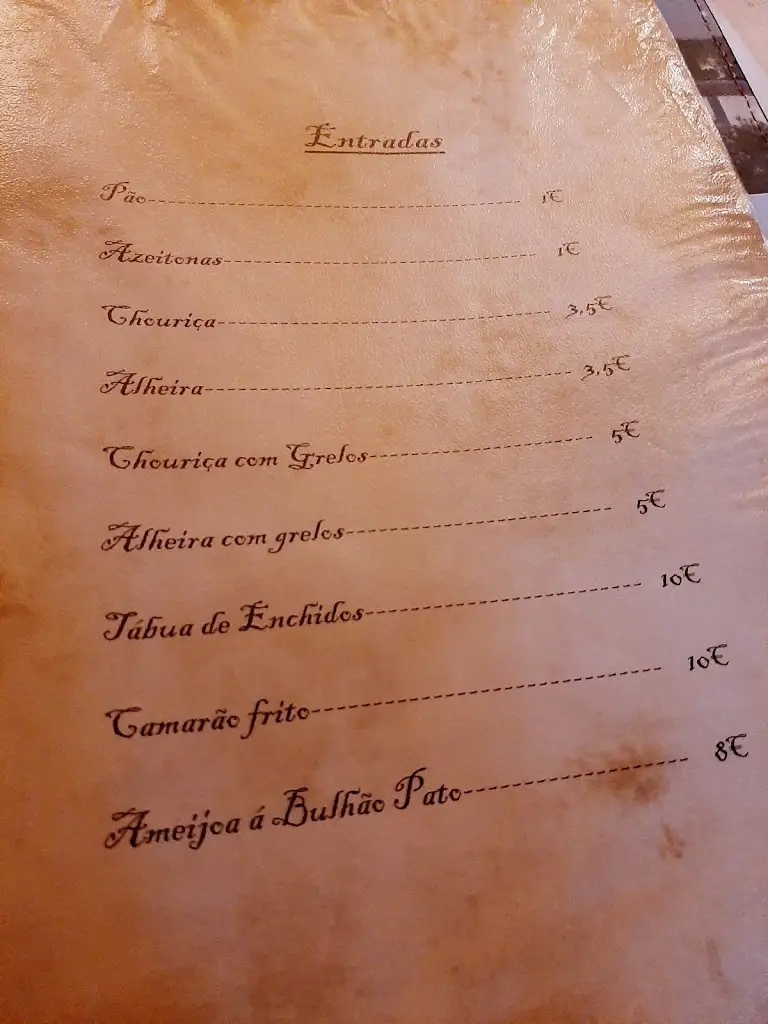 Entradas
Pão 1€
Azeitonas 1€
Chouriça 3,5€
Alheira 3,5€
Chouriça com Grelos 5€
Alheira com grelos 5€
Tábua de Enchidos 10€
Camarão frito 10€
Ameijoa á Bulhão Pato 8€